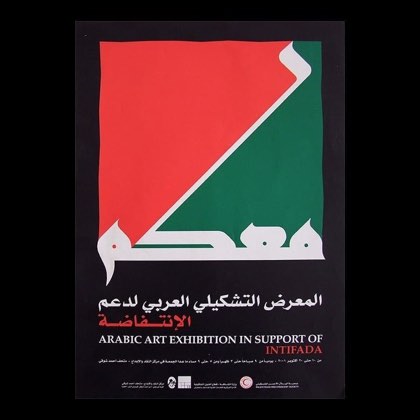 معكم
المعرض التشكيلي العربي لدعم
الإنتفاضة
ARABIC ART EXHIBITION IN SUPPORT OF
INTIFADA